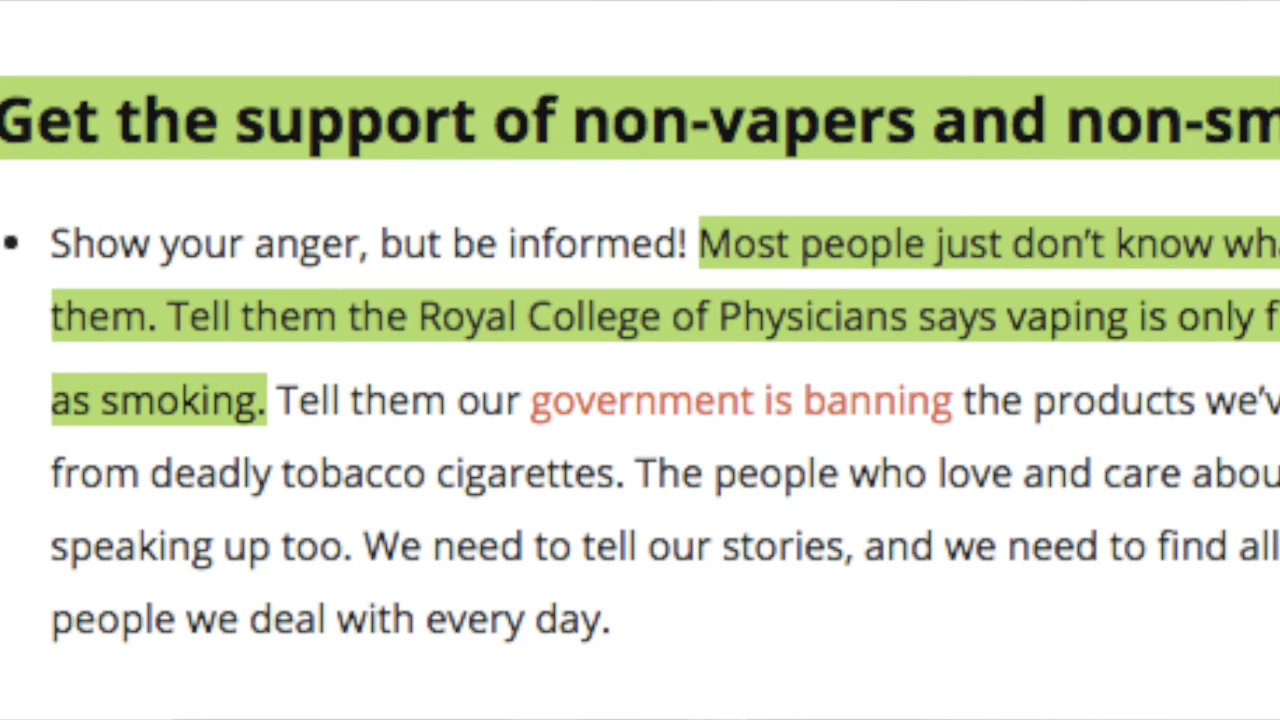 Get the support of non-vapers and non-sm
• Show your anger, but be informed! Most people just don’t know wha
them. Tell them the Royal College of Physicians says vaping is only f
as smoking. Tell them our government is banning the products we’v
from deadly tobacco cigarettes. The people who love and care abou
speaking up too. We need to tell our stories, and we need to find all
people we deal with every day.